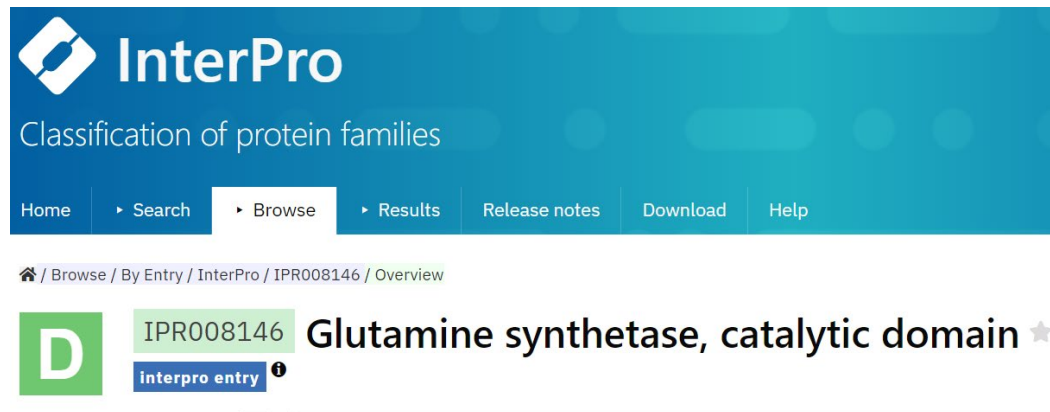 InterPro
Classification of protein families
Home ▸ Search ▸ Browse ▸ Results Release notes Download Help
/ Browse / By Entry / InterPro / IPR008146 / Overview
D IPR008146 Glutamine synthetase, catalytic domain
interpro entry